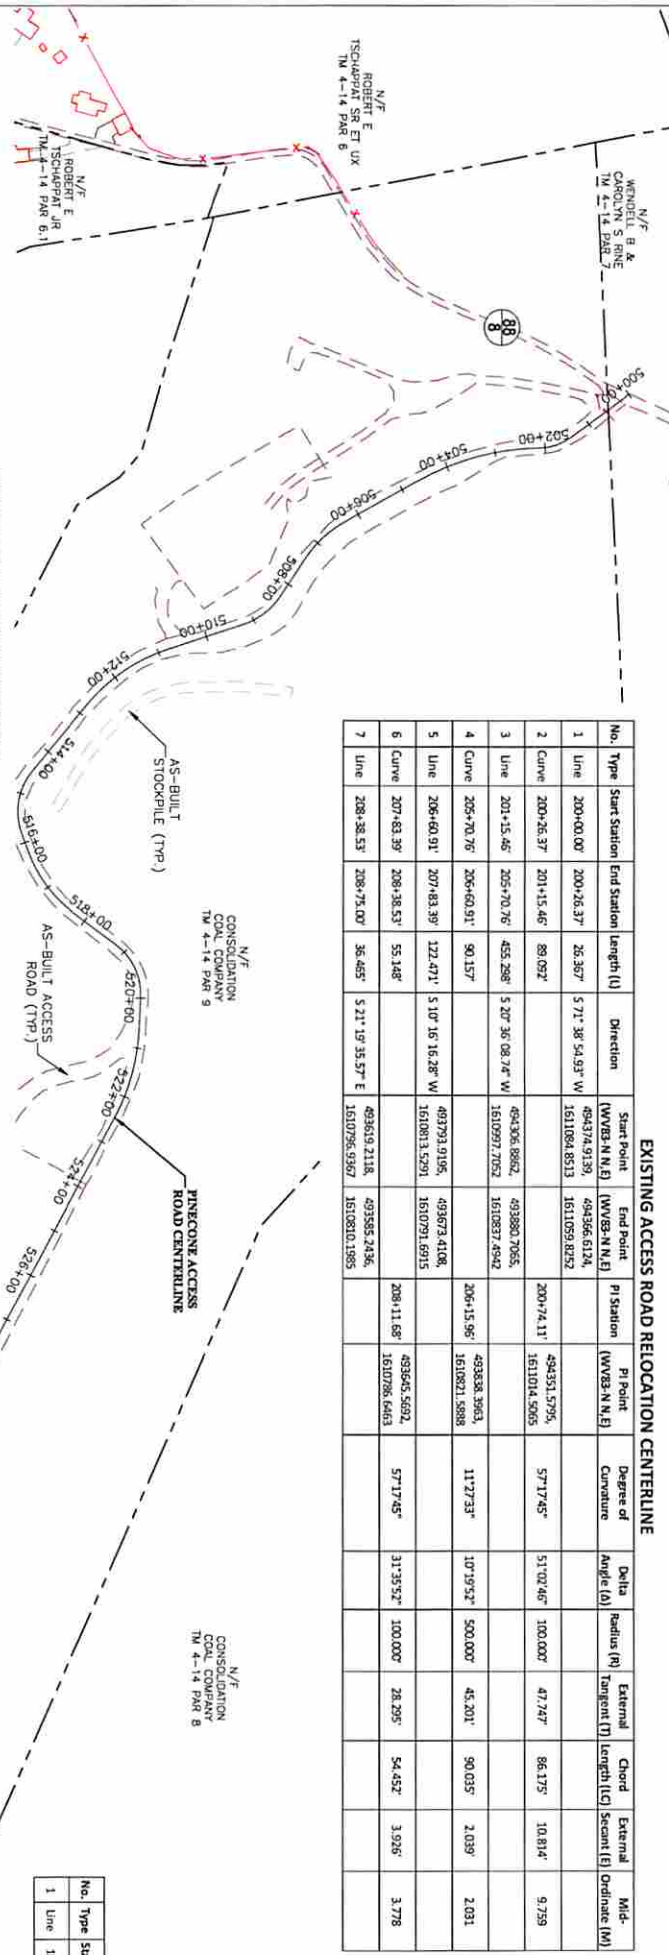 EXISTING ACCESS ROAD RELOCATION CENTERLINE
No. Type Start Station End Station Length (L) Direction Start Point (WV83-N N,E) End Point (WV83-N N,E) PI Station PI Point (WV83-N N,E) Degree of Curvature Delta Angle (Δ) Radius (R) External Tangent (T) Chord Length (LC) External Secant (E) Mid-Ordinate (M)
1 Line 200+00.00' 200+26.37' 26.367' S 71° 38' 54.93" W 494374.9139, 1611084.8513 494366.6124, 1611059.8252
2 Curve 200+26.37' 201+15.46' 89.092' 200+74.11' 494351.5795, 1611014.5065 57°17'45" 51°02'46" 100.000' 47.747' 86.175' 10.814' 9.759
3 Line 201+15.46' 205+70.76' 455.298' S 20° 36' 08.74" W 494306.8862, 1610997.7052 493880.7065, 1610837.4942
4 Curve 205+70.76' 206+60.91' 90.157' 206+15.96' 493838.3963, 1610821.5888 11°27'33" 10°19'52" 500.000' 45.201' 90.035' 2.039' 2.031
5 Line 206+60.91' 207+83.39' 122.471' S 10° 16' 16.28" W 493793.9195, 1610813.5291 493673.4108, 1610791.6915
6 Curve 207+83.39' 208+38.53' 55.148' 208+11.68' 493645.5692, 1610786.6463 57°17'45" 31°35'52" 100.000' 28.295' 54.452' 3.926' 3.778
7 Line 208+38.53' 208+75.00' 36.465' S 21° 19' 35.57" E 493619.2118, 1610796.9367 493585.2436, 1610810.1985
N/F
WENDELL B &
CAROLYN S RINE
TM 4-14 PAR 7
N/F
ROBERT E
TSCHAPPAT SR ET UX
TM 4-14 PAR 6
N/F
ROBERT E
TSCHAPPAT JR
TM 4-14 PAR 6.1
88
8
500+00
502+00
504+00
506+00
508+00
510+00
512+00
514+00
516+00
518+00
520+00
522+00
524+00
526+00
AS-BUILT
STOCKPILE (TYP.)
N/F
CONSOLIDATION
COAL COMPANY
TM 4-14 PAR 9
AS-BUILT ACCESS
ROAD (TYP.)
PINECONE ACCESS
ROAD CENTERLINE
N/F
CONSOLIDATION
COAL COMPANY
TM 4-14 PAR 8
No. Type
1 Line